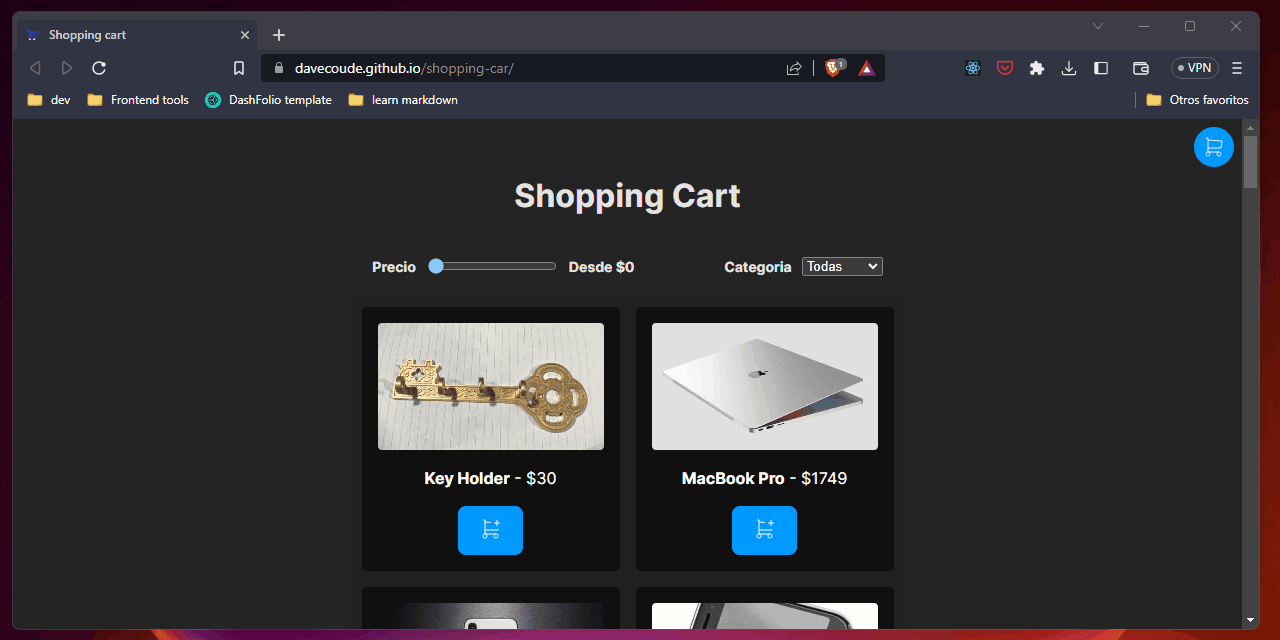 Shopping cart
davecoude.github.io/shopping-car/
1
VPN
dev
Frontend tools
DashFolio template
learn markdown
Otros favoritos
Shopping Cart
Precio
Desde $0
Categoria
Todas
Key Holder - $30
MacBook Pro - $1749